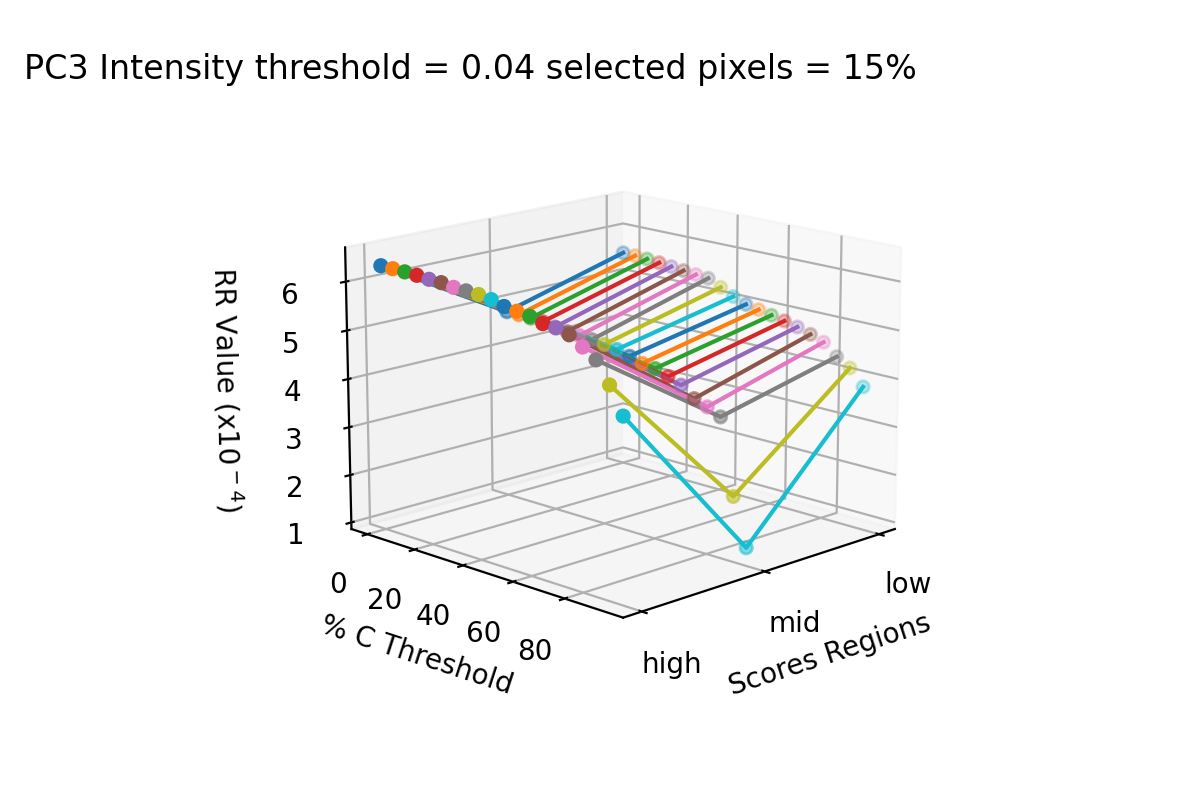 PC3 Intensity threshold = 0.04 selected pixels = 15%
RR Value (x10⁻⁴)
6
5
4
3
2
1
0
20
40
60
80
% C Threshold
high
mid
low
Scores Regions